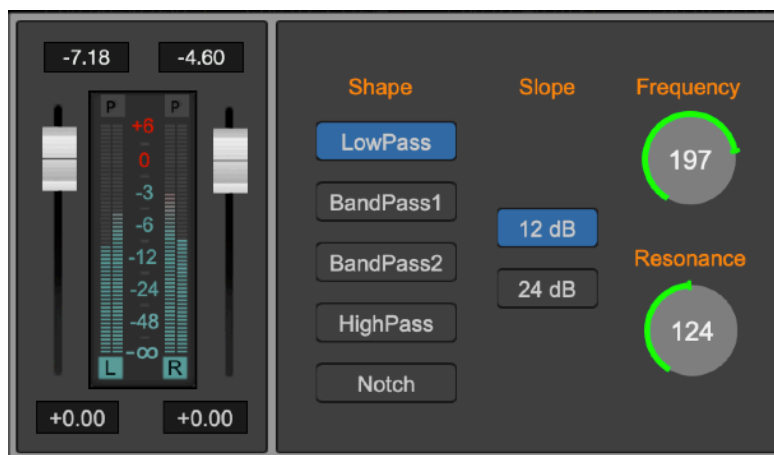 -7.18
-4.60
P
P
+6
0
-3
-6
-12
-24
-48
-∞
L
R
+0.00
+0.00
Shape
LowPass
BandPass1
BandPass2
HighPass
Notch
Slope
12 dB
24 dB
Frequency
197
Resonance
124